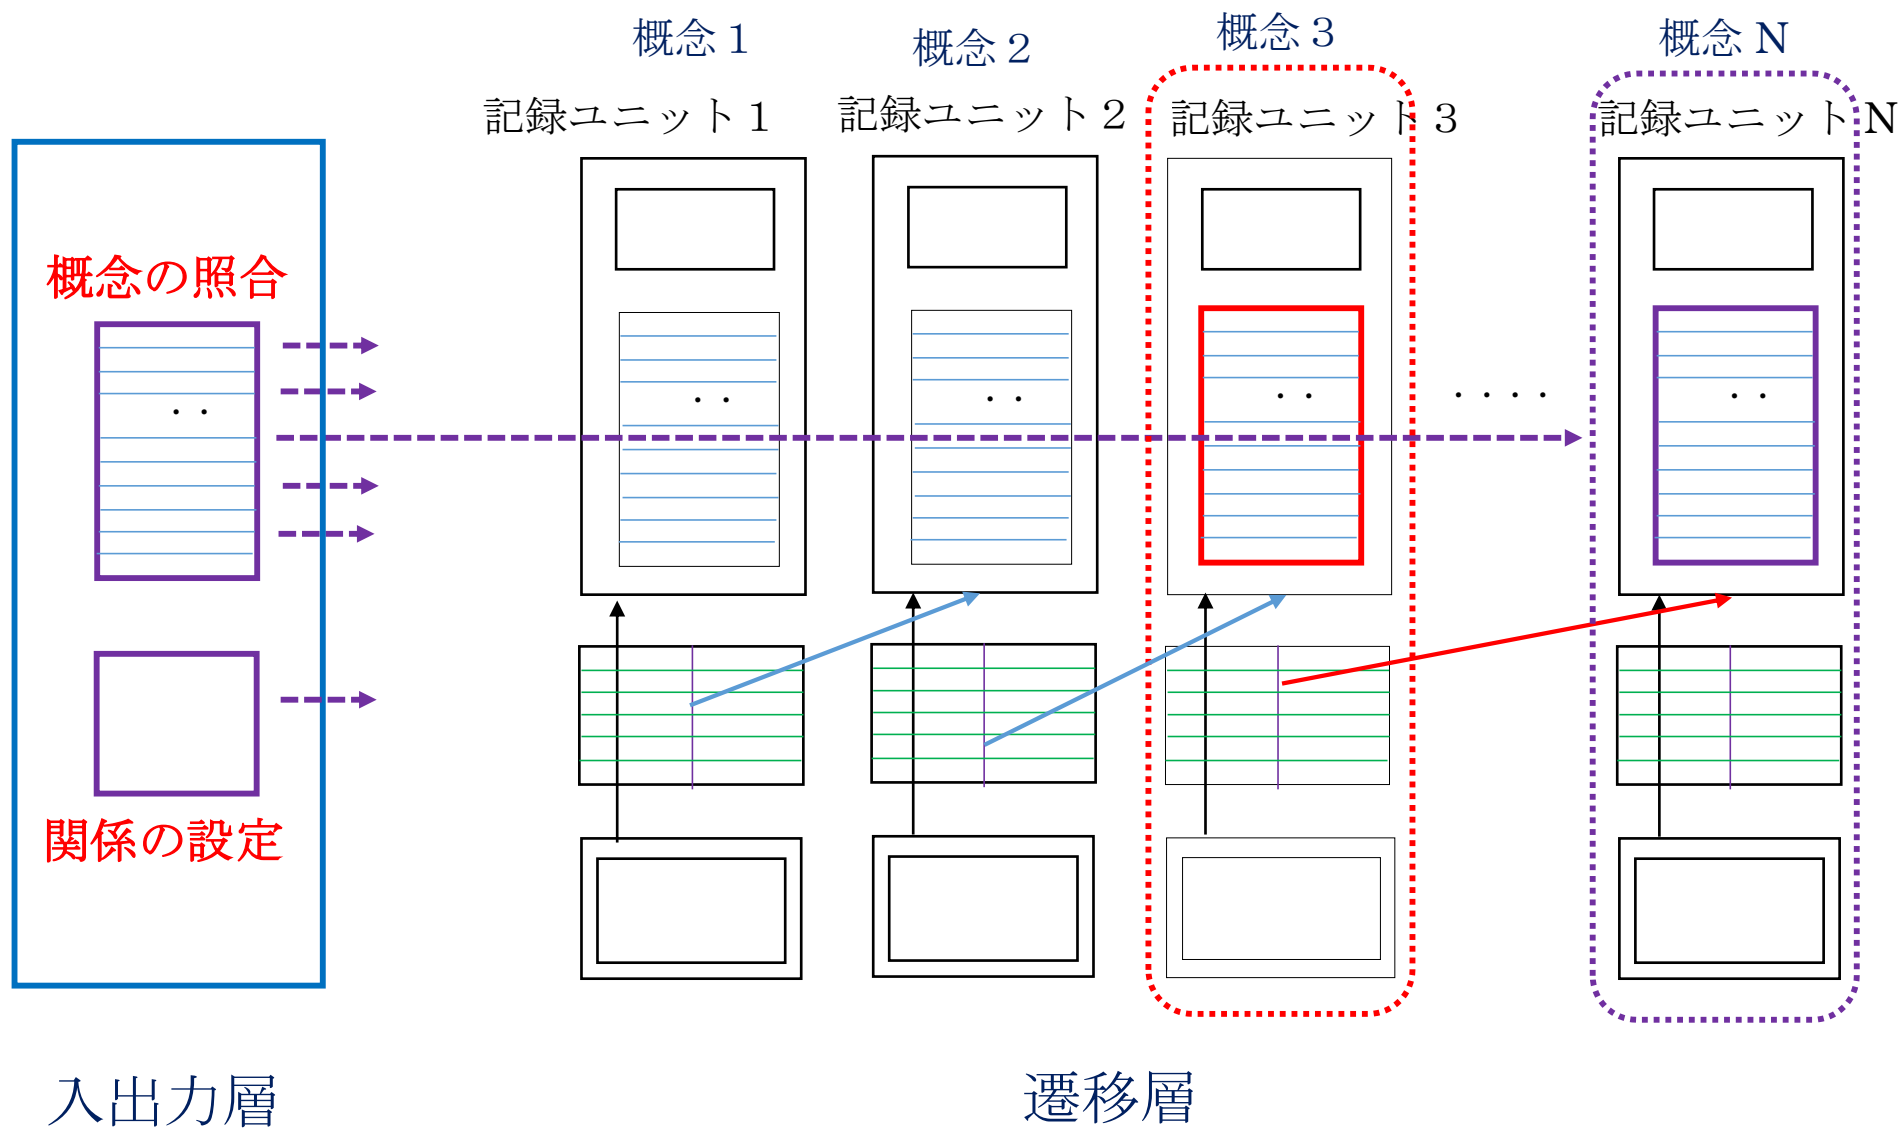 概念１
概念２
概念３
概念 N
記録ユニット１
記録ユニット２
記録ユニット３
記録ユニット N
概念の照合
・・
・・
・・
・・
・・・・
・・
関係の設定
入出力層
遷移層